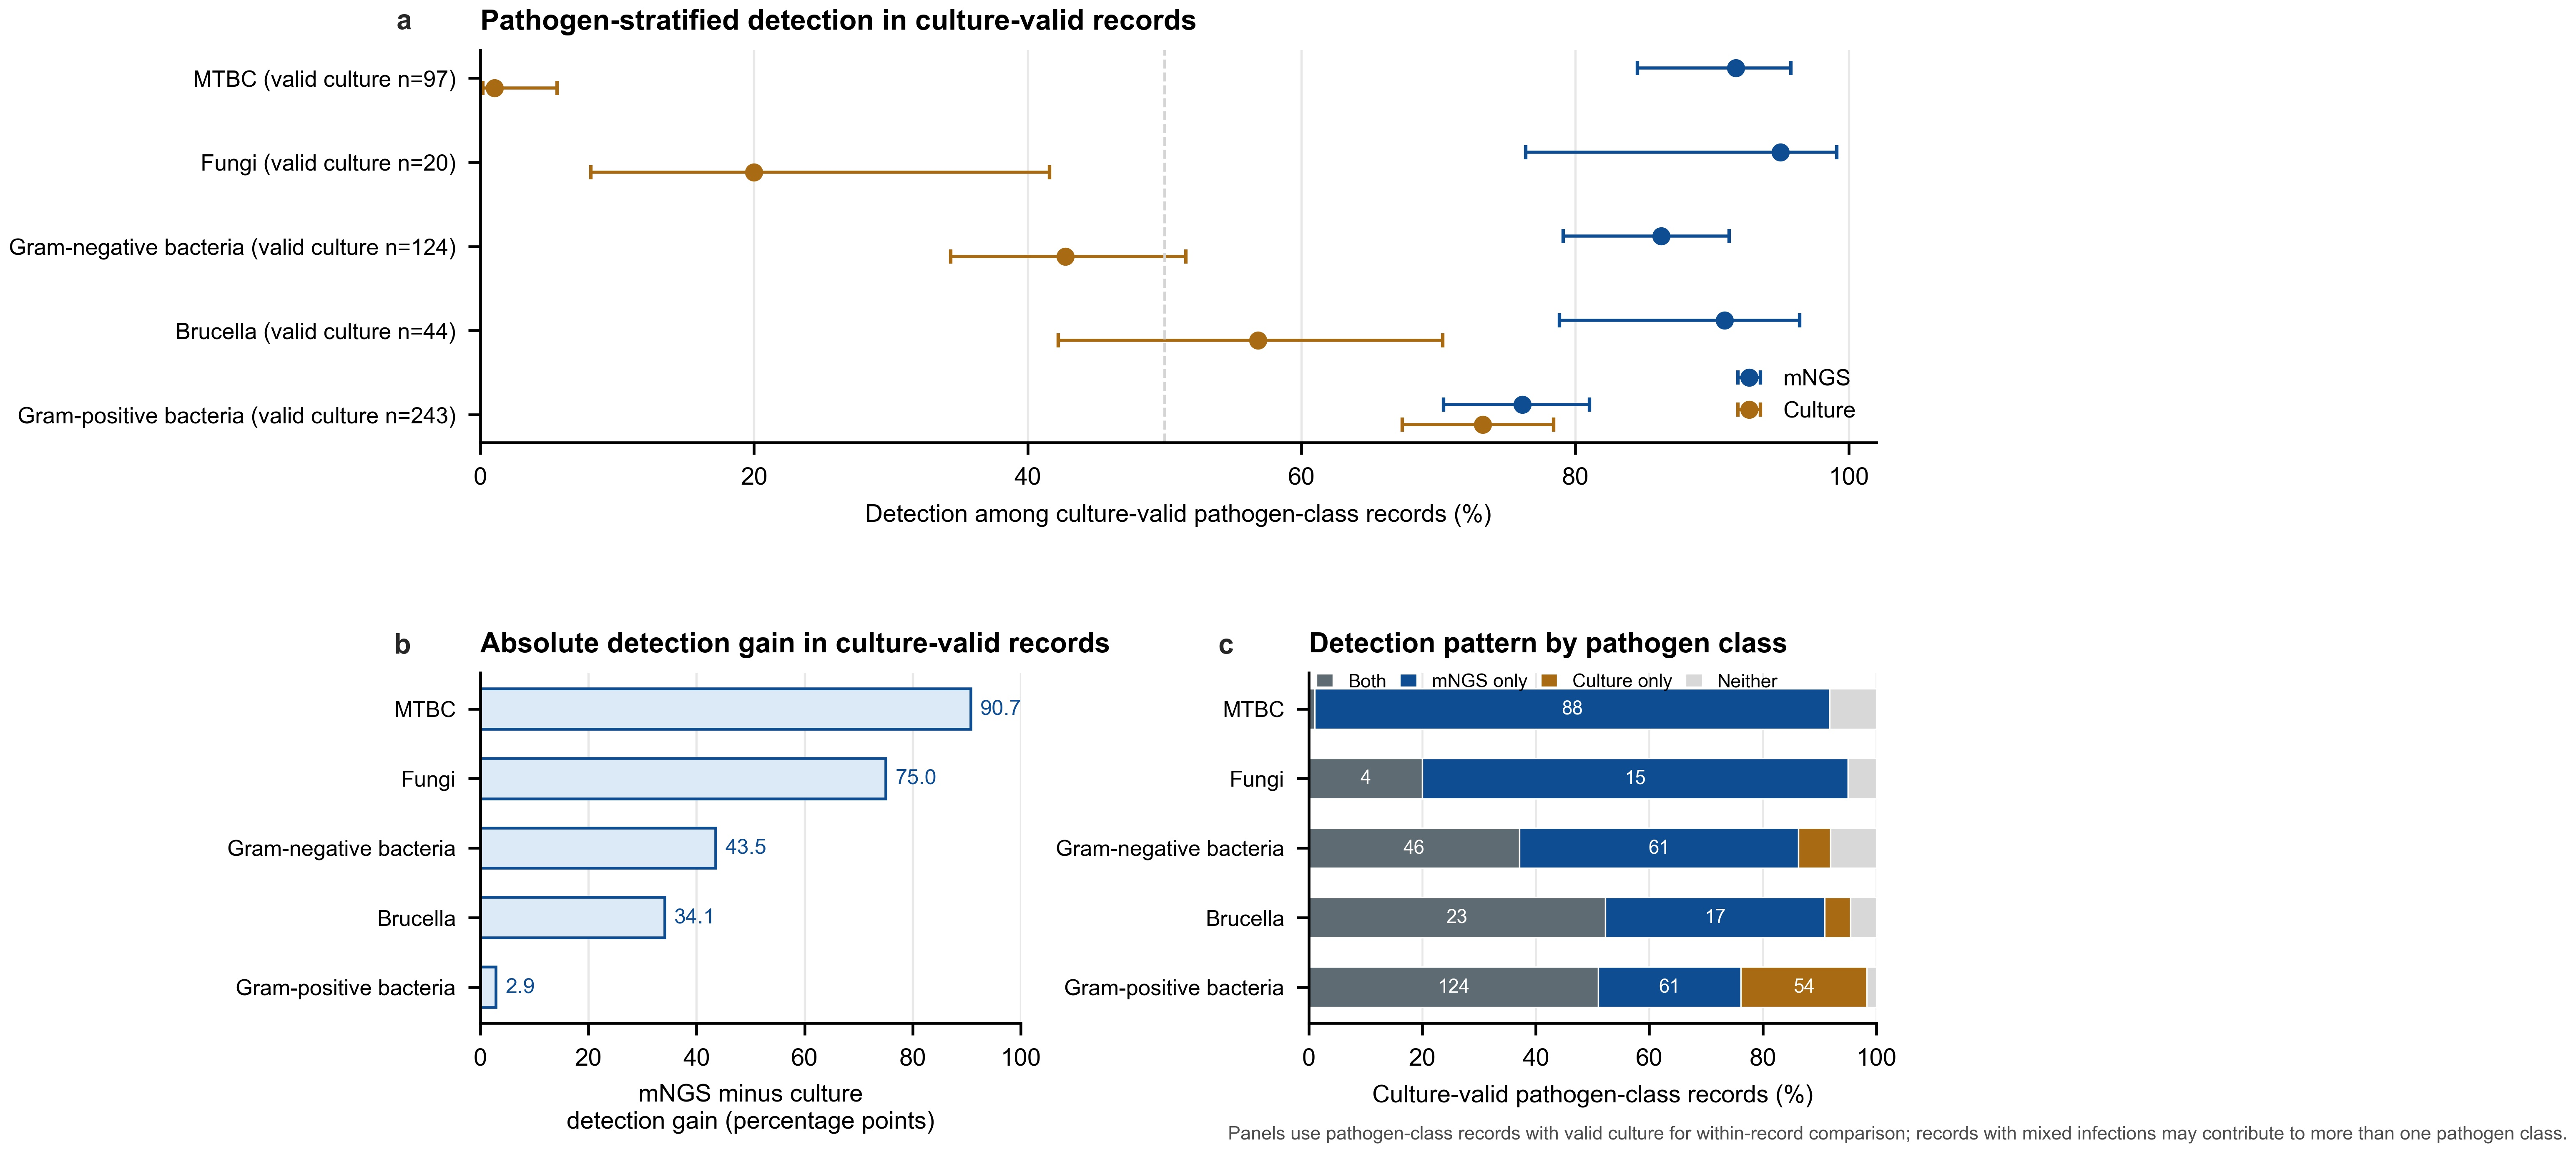 a
Pathogen-stratified detection in culture-valid records
MTBC (valid culture n=97)
Fungi (valid culture n=20)
Gram-negative bacteria (valid culture n=124)
Brucella (valid culture n=44)
Gram-positive bacteria (valid culture n=243)
mNGS
Culture
0 20 40 60 80 100
Detection among culture-valid pathogen-class records (%)
b
Absolute detection gain in culture-valid records
MTBC
90.7
Fungi
75.0
Gram-negative bacteria
43.5
Brucella
34.1
Gram-positive bacteria
2.9
0 20 40 60 80 100
mNGS minus culture
detection gain (percentage points)
c
Detection pattern by pathogen class
Both mNGS only Culture only Neither
MTBC
88
Fungi
4 15
Gram-negative bacteria
46 61
Brucella
23 17
Gram-positive bacteria
124 61 54
0 20 40 60 80 100
Culture-valid pathogen-class records (%)
Panels use pathogen-class records with valid culture for within-record comparison; records with mixed infections may contribute to more than one pathogen class.